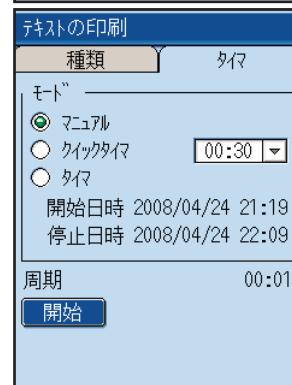 ﾃｷｽﾄの印刷
種類 ﾀｲﾏ
ﾓｰﾄﾞ
ﾏﾆｭｱﾙ
ｸｲｯｸﾀｲﾏ 00:30
ﾀｲﾏ
開始日時 2008/04/24 21:19
停止日時 2008/04/24 22:09
周期 00:01
開始